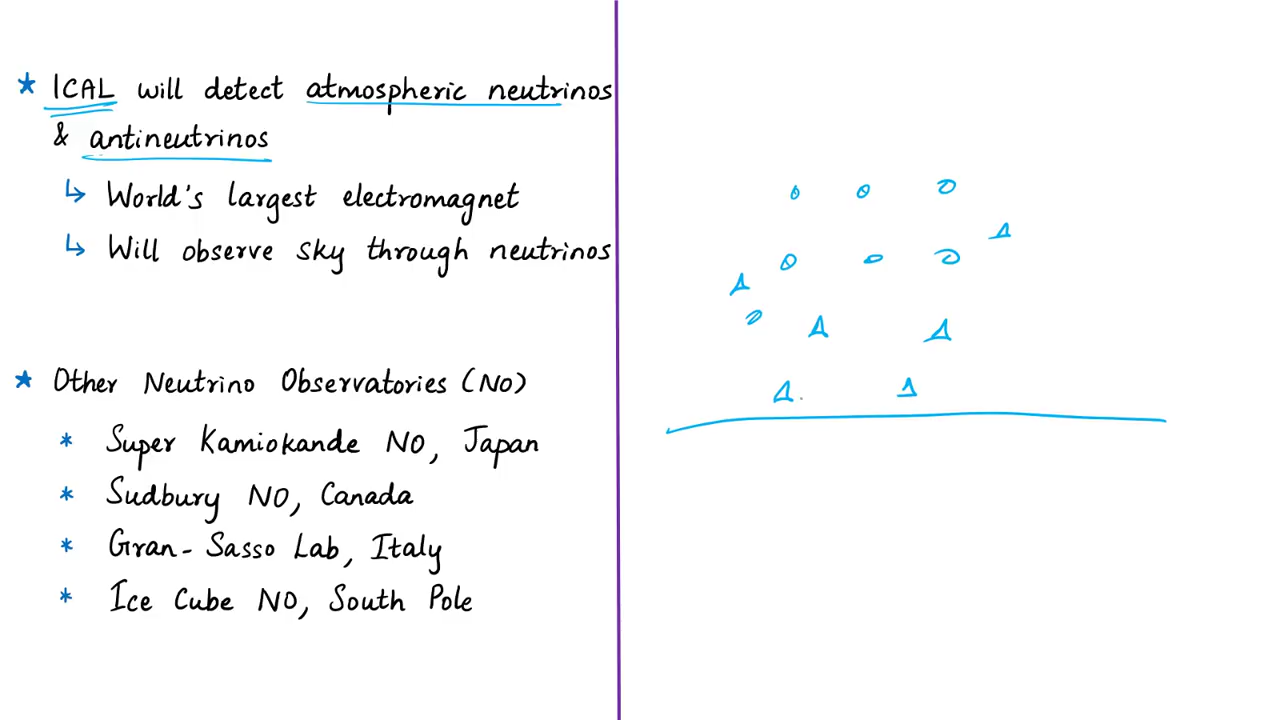 * ICAL will detect atmospheric neutrinos
& antineutrinos
↳ World's largest electromagnet
↳ Will observe sky through neutrinos
* Other Neutrino Observatories (NO)
* Super Kamiokande NO, Japan
* Sudbury NO, Canada
* Gran-Sasso Lab, Italy
* Ice Cube NO, South Pole